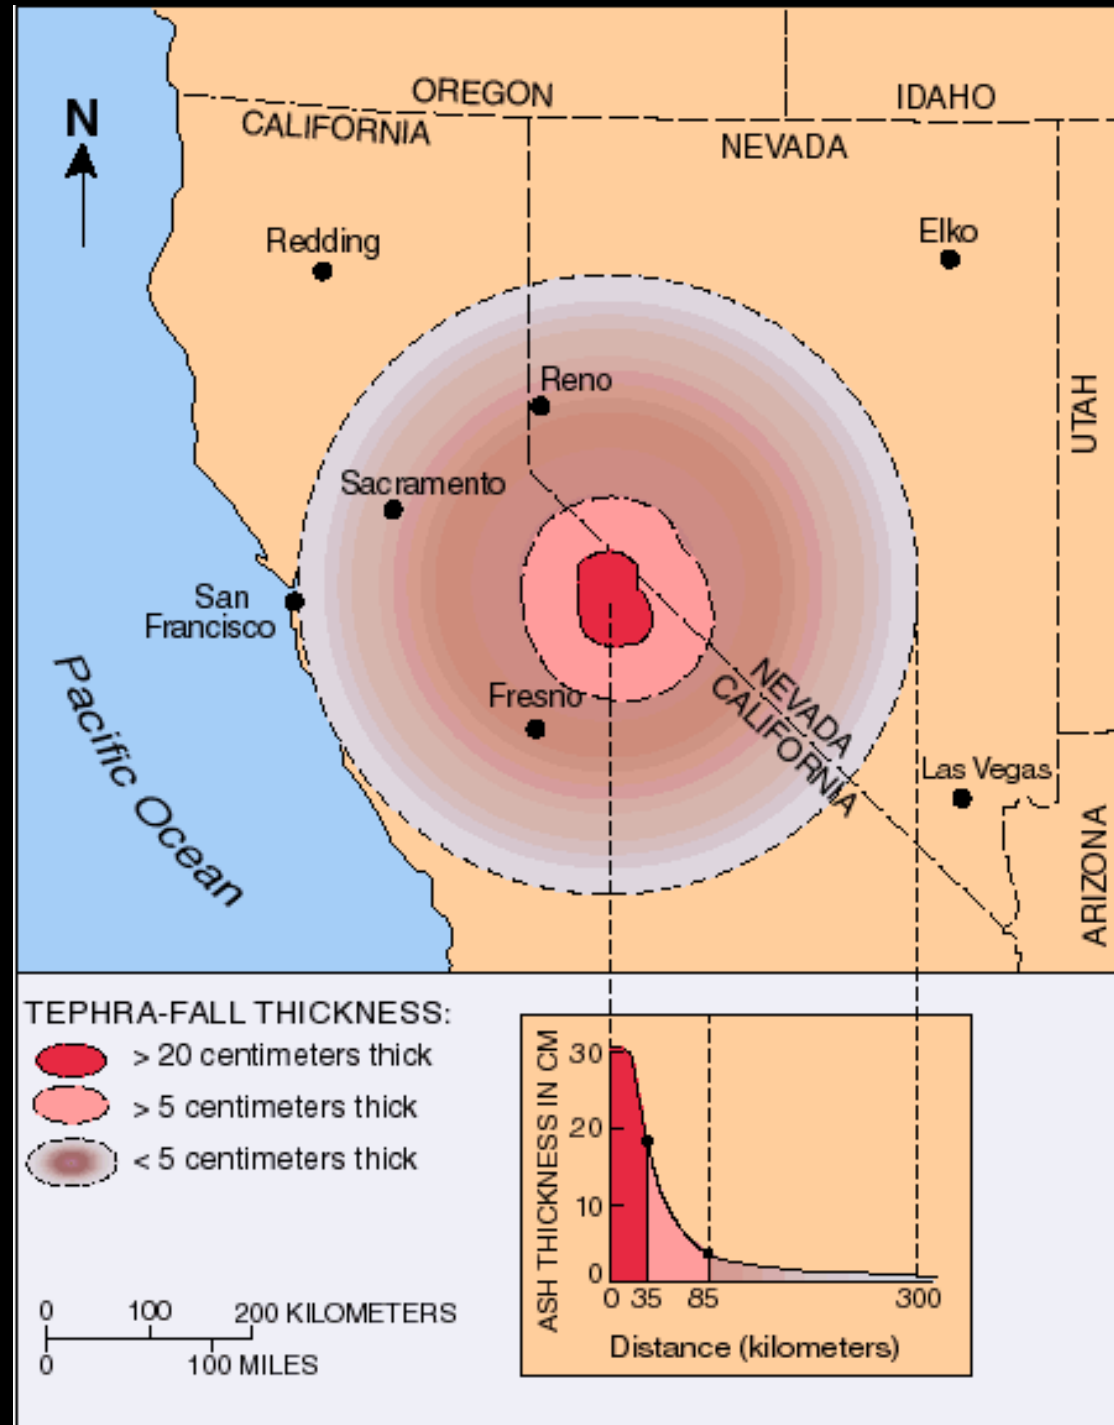 OREGON
IDAHO
N
CALIFORNIA
NEVADA
Redding
Elko
Reno
UTAH
Sacramento
San
Francisco
Pacific Ocean
Fresno
NEVADA
CALIFORNIA
Las Vegas
ARIZONA
TEPHRA-FALL THICKNESS:
> 20 centimeters thick
> 5 centimeters thick
< 5 centimeters thick
0 100 200 KILOMETERS
0 100 MILES
ASH THICKNESS IN CM
30
20
10
0
0 35 85 300
Distance (kilometers)